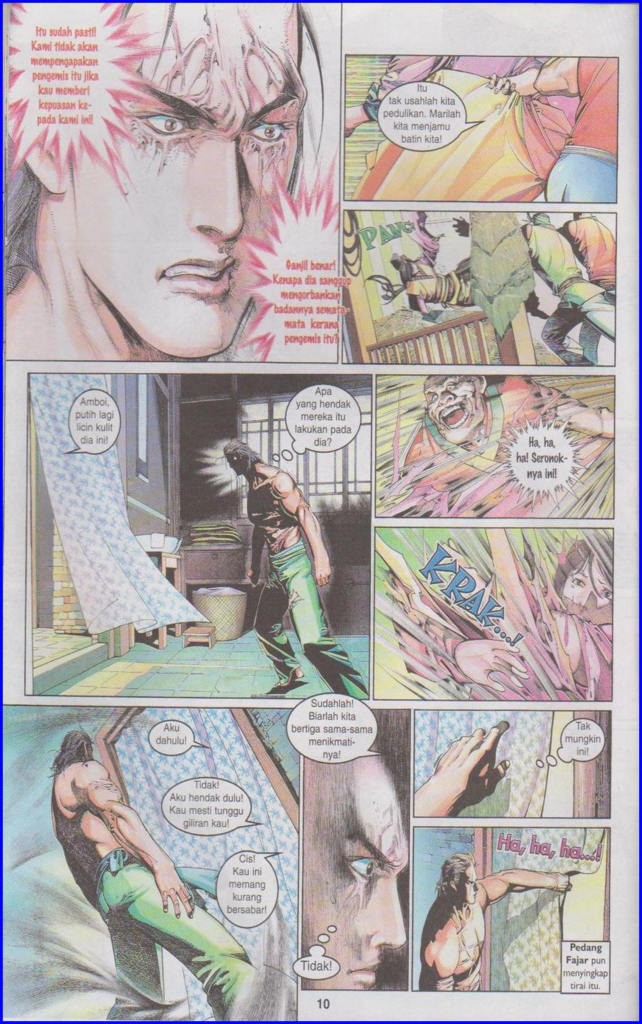 Itu sudah pasti!
Kami tidak akan
mempengapakan
pengemis itu jika
kau memberi
kepuasan ke-
pada kami ini!
Ganjil benar!
Kenapa dia sanggup
mengorbankan
badannya semata-
mata kerana
pengemis itu?
Itu
tak usahlah kita
pedulikan. Marilah
kita menjamu
batin kita!
PANG
Amboi,
putih lagi
licin kulit
dia ini!
Apa
yang hendak
mereka itu
lakukan pada
dia?
Ha, ha,
ha! Seronok-
nya ini!
KRAK...!
Aku
dahulu!
Tidak!
Aku hendak dulu!
Kau mesti tunggu
giliran kau!
Cis!
Kau ini
memang
kurang
bersabar!
Sudahlah!
Biarlah kita
bertiga sama-sama
menikmati-
nya!
Tidak!
Tak
mungkin
ini!
Ha, ha, ha...!
Pedang
Fajar pun
menyingkap
tirai itu.
10